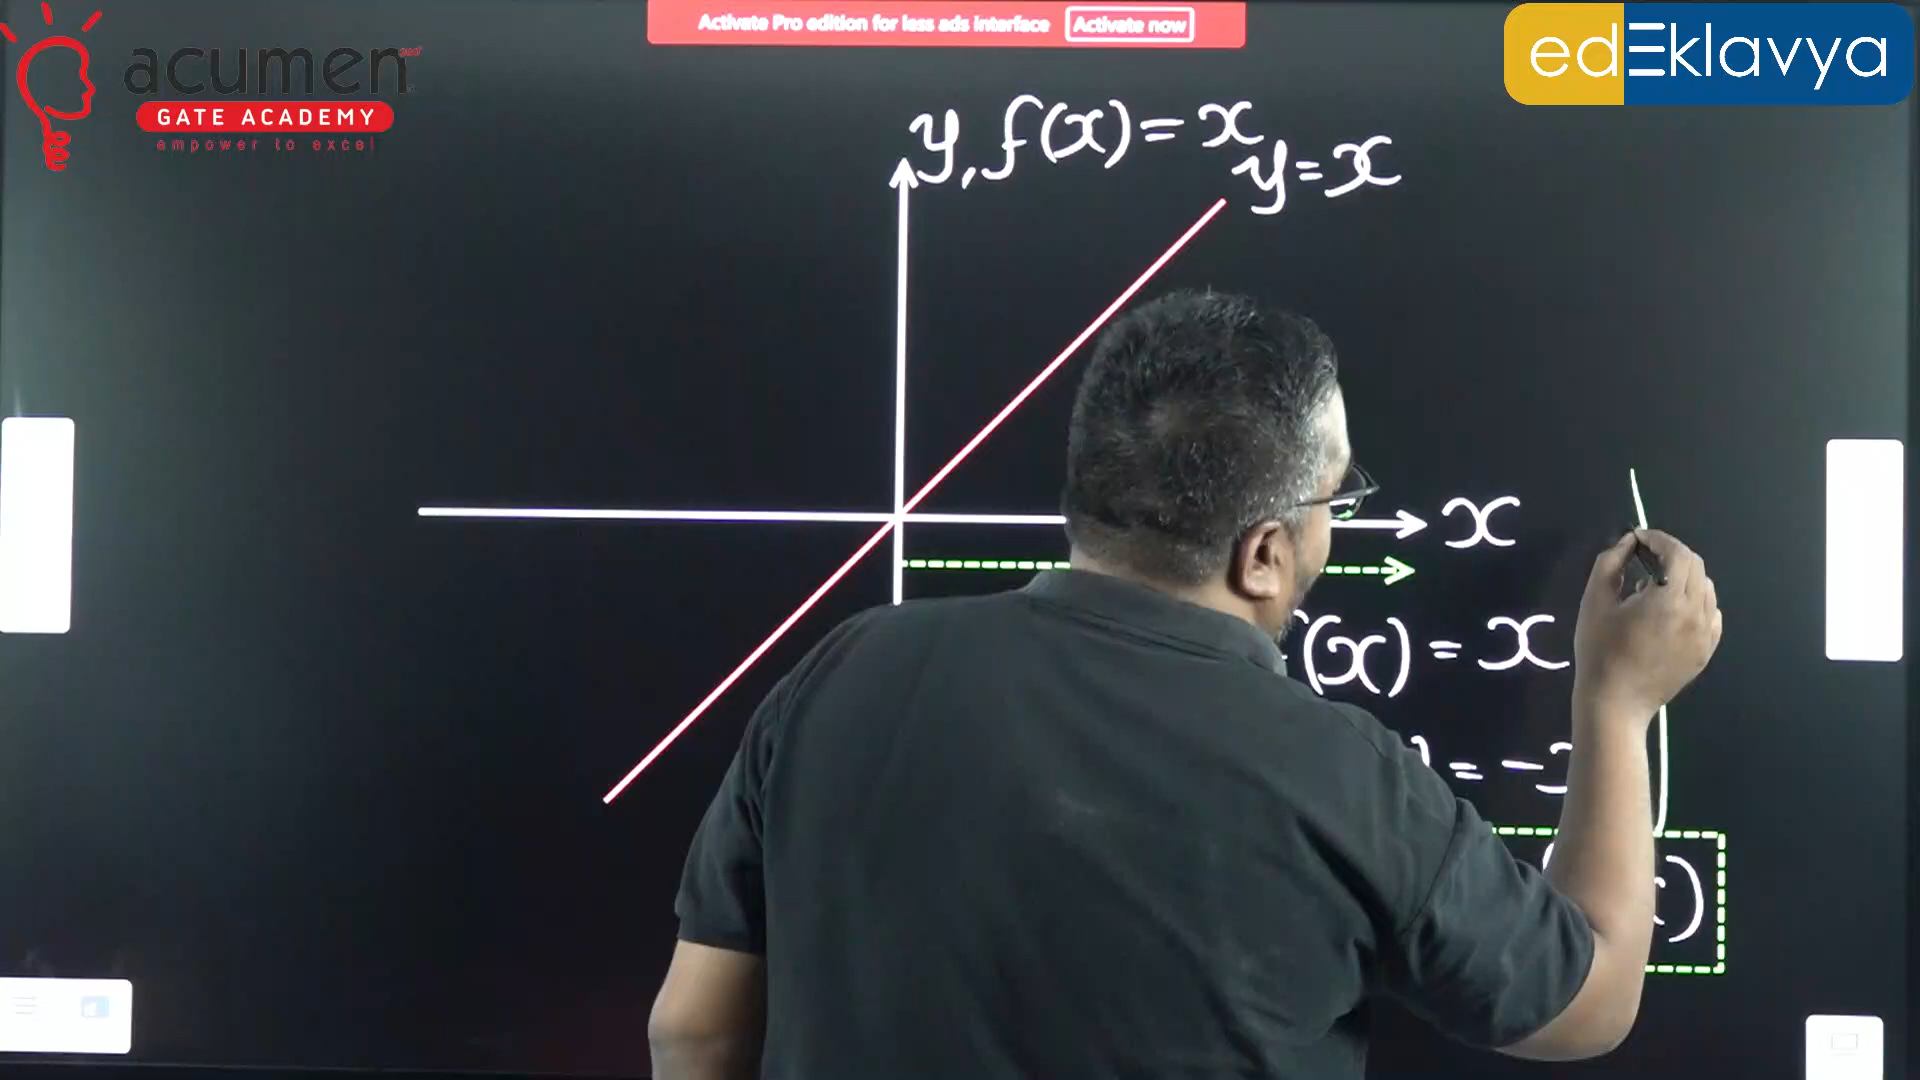 Activate Pro edition for less ads interface Activate now
acumen
GATE ACADEMY
empower to excel
edEklavya
y, f(x) = x
y = x
x
(x) = x
= -
x)